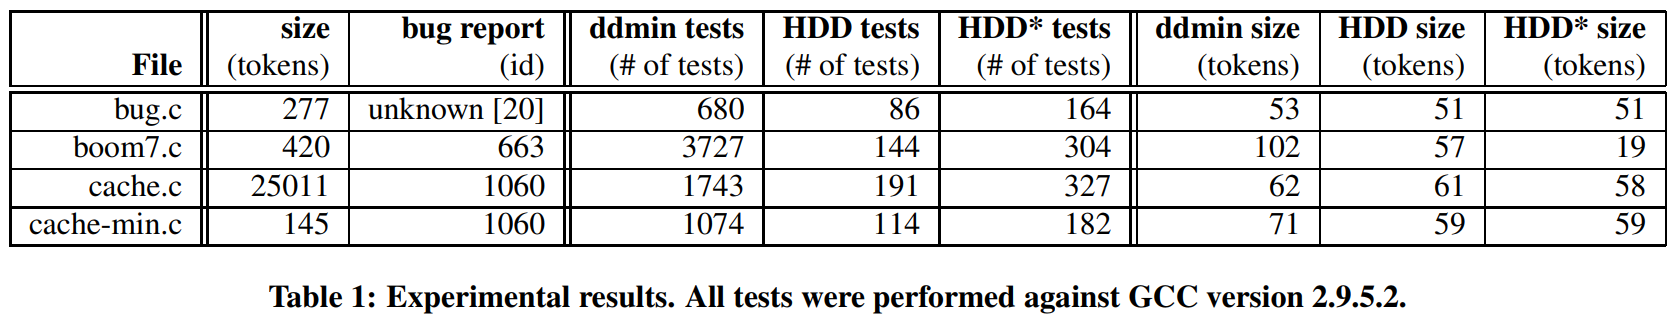 size bug report ddmin tests HDD tests HDD* tests ddmin size HDD size HDD* size
File (tokens) (id) (# of tests) (# of tests) (# of tests) (tokens) (tokens) (tokens)
bug.c 277 unknown [20] 680 86 164 53 51 51
boom7.c 420 663 3727 144 304 102 57 19
cache.c 25011 1060 1743 191 327 62 61 58
cache-min.c 145 1060 1074 114 182 71 59 59
Table 1: Experimental results. All tests were performed against GCC version 2.9.5.2.